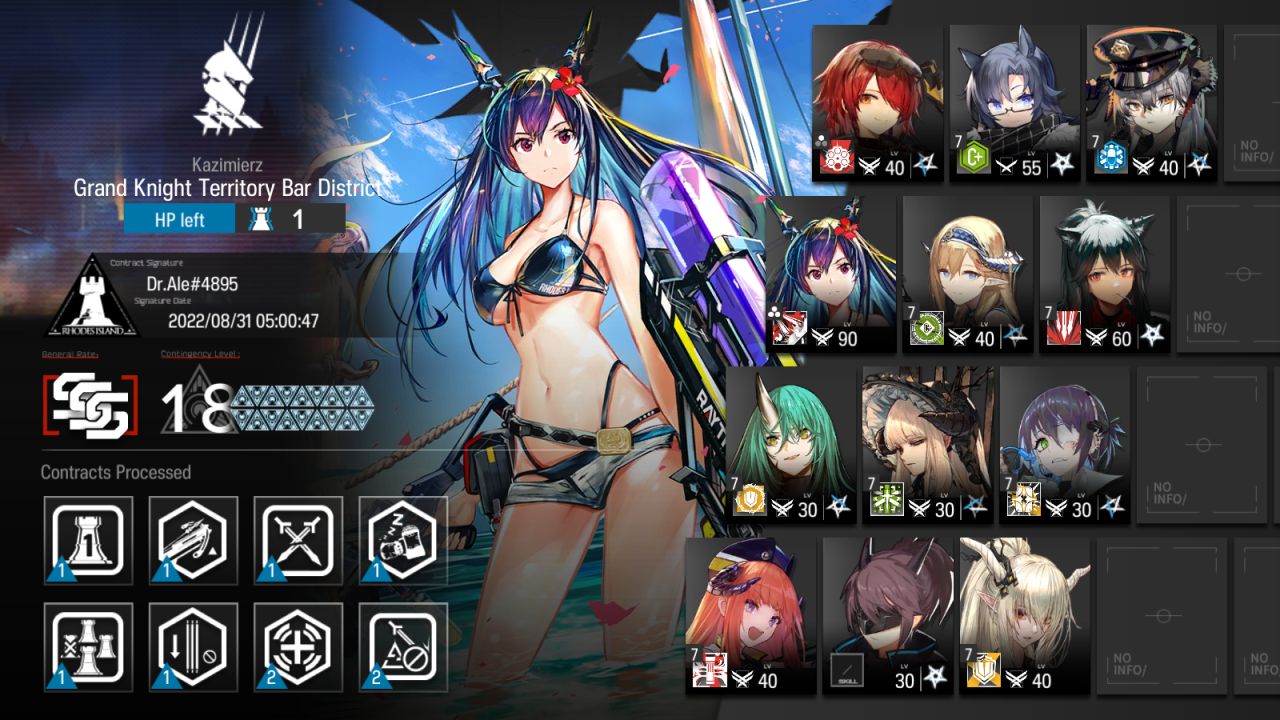 Kazimierz
Grand Knight Territory Bar District
HP left 1
Contract Signature
Dr.Ale#4895
Signature Date
2022/08/31 05:00:47
RHODES ISLAND
General Rate:
Contingency Level :
18
Contracts Processed
1
1
1
1
Z
Z
1
1
1
2
2
RHODES I
RAYT
LV
40
7
C+
LV
55
7
LV
40
NO
INFO/
LV
90
7
LV
40
7
LV
60
NO
INFO/
7
LV
30
7
LV
30
7
LV
30
NO
INFO/
7
LV
40
SKILL
LV
30
7
LV
40
NO
INFO/
NO
INFO/